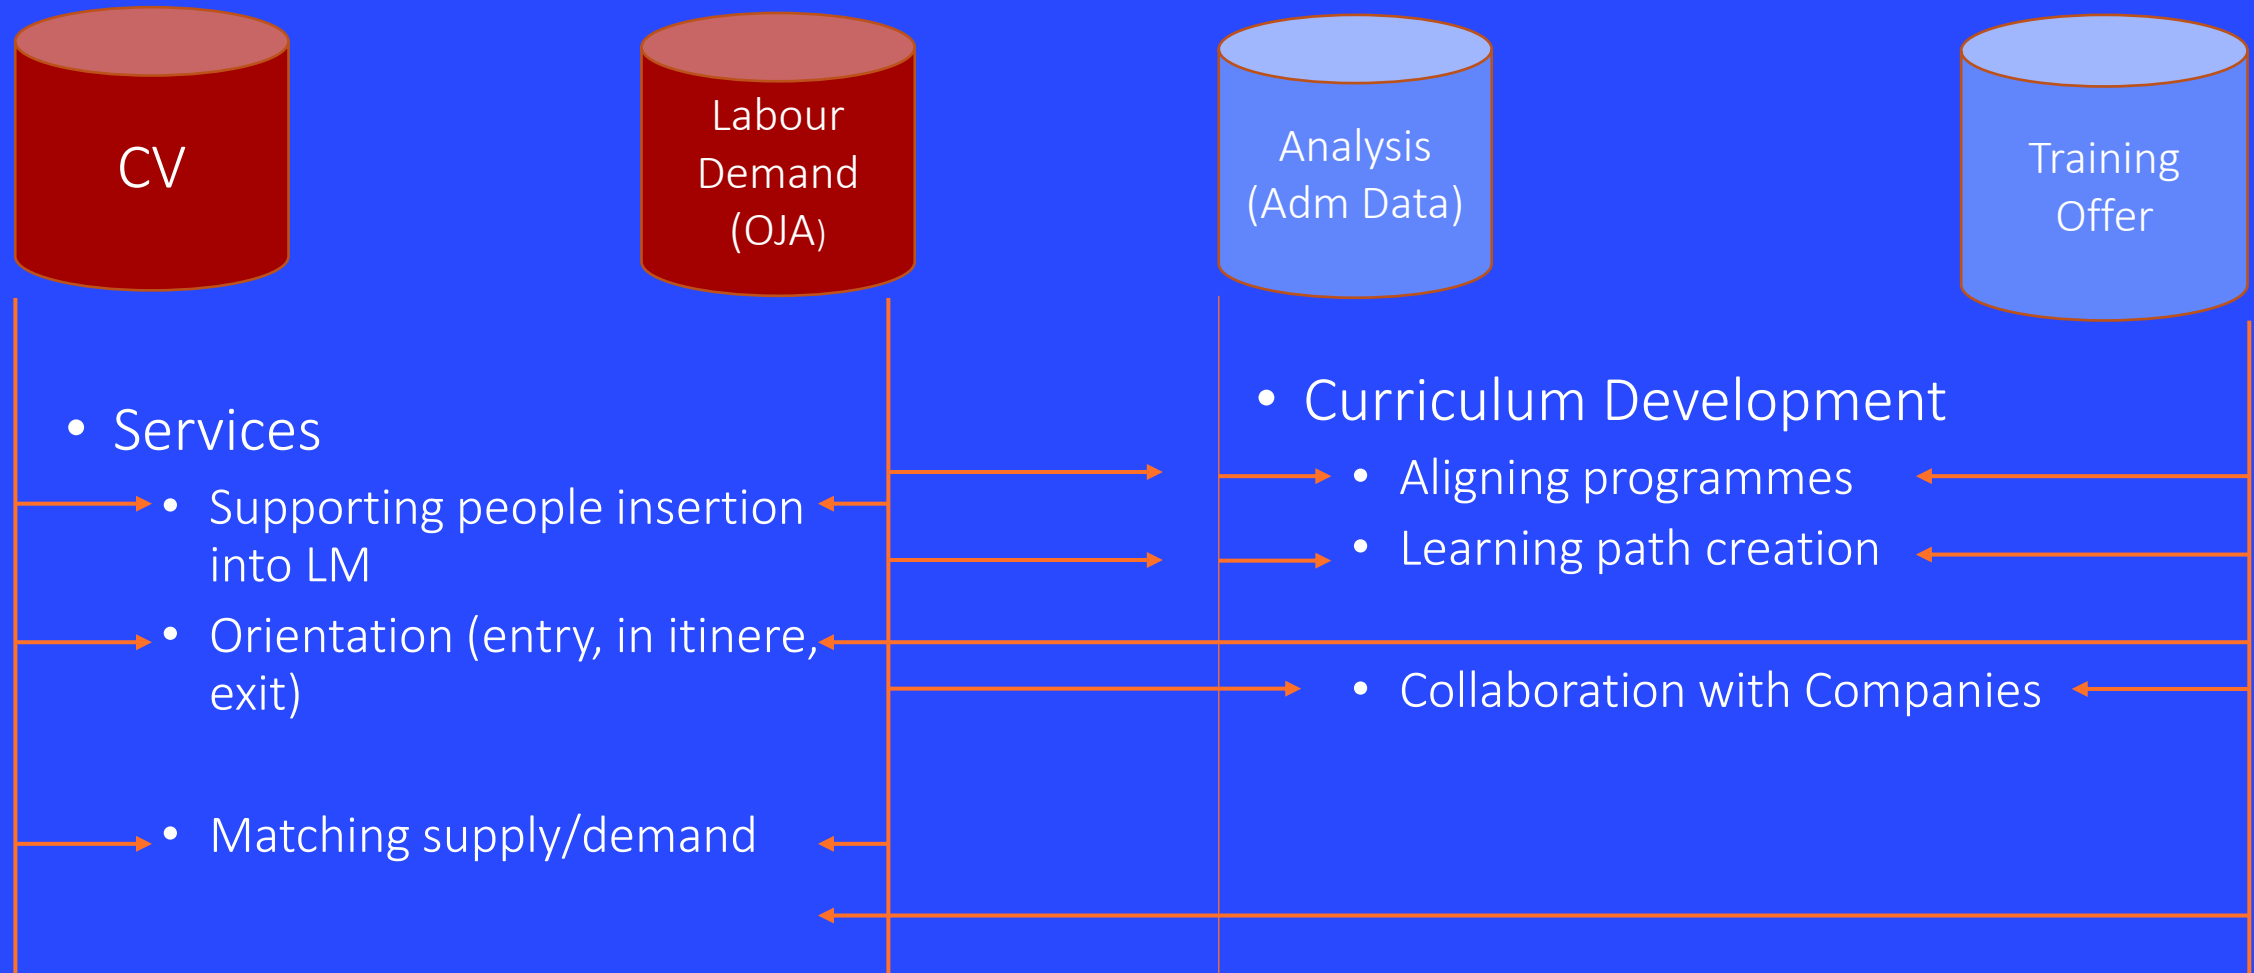 CV
Labour
Demand
(OJA)
Analysis
(Adm Data)
Training
Offer
• Services
• Supporting people insertion
into LM
• Orientation (entry, in itinere,
exit)
• Matching supply/demand
• Curriculum Development
• Aligning programmes
• Learning path creation
• Collaboration with Companies